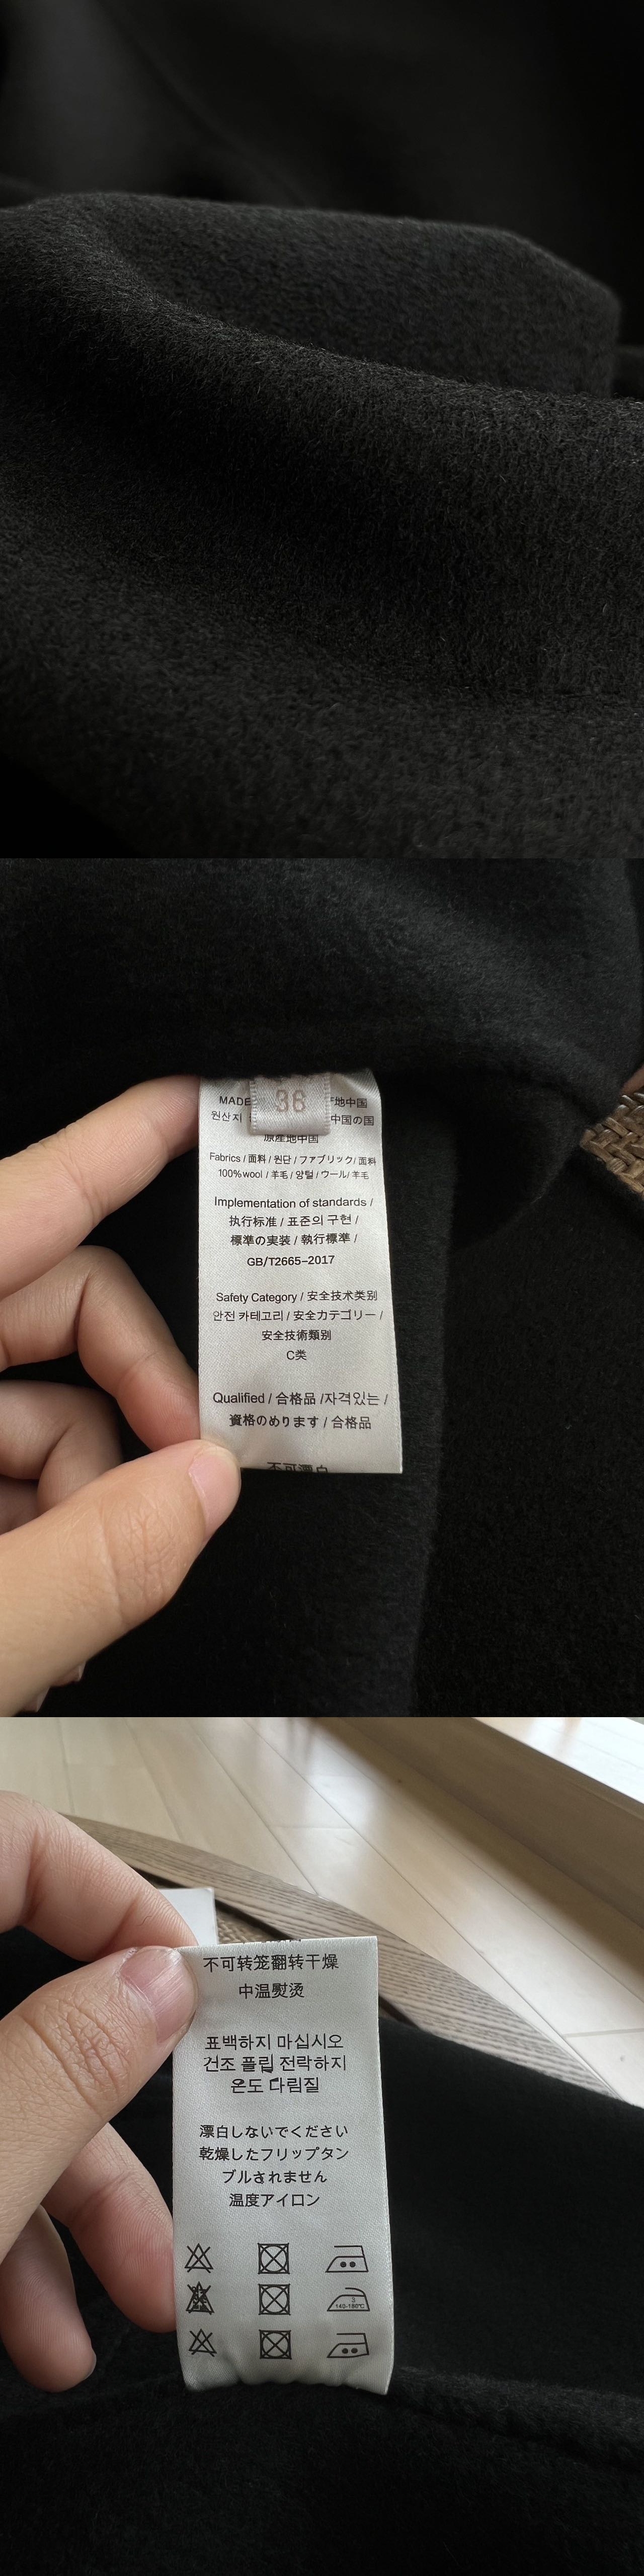 36
MADE 地中国
원산지 中国の国
原産地中国
Fabrics / 面料 / 원단 / ファブリック / 面料
100%wool / 羊毛 / 양털 / ウール / 羊毛
Implementation of standards /
执行标准 / 표준의 구현 /
標準の実装 / 執行標準 /
GB/T2665–2017
Safety Category / 安全技术类别
안전 카테고리 / 安全カテゴリー /
安全技術類別
C类
Qualified / 合格品 /자격있는 /
資格のめります / 合格品
不可漂白
不可转笼翻转干燥
中温熨烫
표백하지 마십시오
건조 플립 전락하지
온도 다림질
漂白しないでください
乾燥したフリップタン
ブルされません
温度アイロン
140-160℃